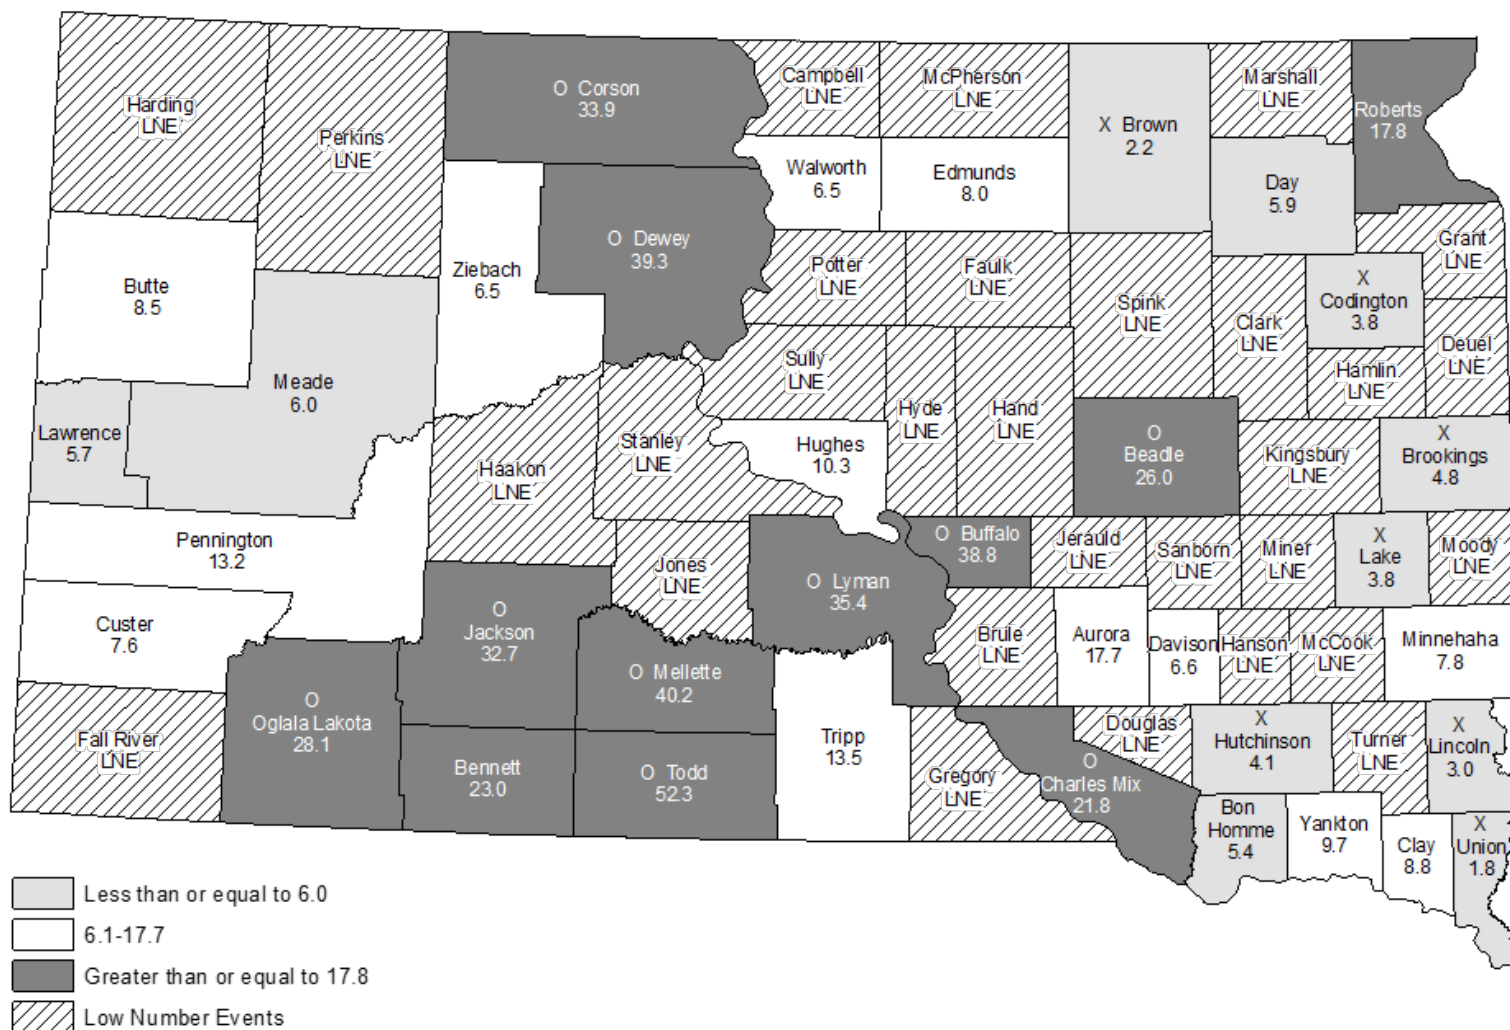 Harding
LNE
Perkins
LNE
O Corson
33.9
Campbell
LNE
McPherson
LNE
X Brown
2.2
Marshall
LNE
Roberts
17.8
Walworth
6.5
Edmunds
8.0
Day
5.9
Butte
8.5
Ziebach
6.5
O Dewey
39.3
Potter
LNE
Faulk
LNE
Spink
LNE
Clark
LNE
X
Codington
3.8
Grant
LNE
Meade
6.0
Sully
LNE
Hyde
LNE
Hand
LNE
Hamlin
LNE
Deuel
LNE
Lawrence
5.7
Haakon
LNE
Stanley
LNE
Hughes
10.3
O
Beadle
26.0
Kingsbury
LNE
X
Brookings
4.8
Pennington
13.2
Jones
LNE
O Lyman
35.4
O Buffalo
38.8
Jerauld
LNE
Sanborn
LNE
Miner
LNE
X
Lake
3.8
Moody
LNE
Custer
7.6
O
Jackson
32.7
Brule
LNE
Aurora
17.7
Davison
6.6
Hanson
LNE
McCook
LNE
Minnehaha
7.8
Fall River
LNE
O
Oglala Lakota
28.1
Bennett
23.0
O Mellette
40.2
O Todd
52.3
Tripp
13.5
Gregory
LNE
O
Charles Mix
21.8
Douglas
LNE
X
Hutchinson
4.1
Turner
LNE
X
Lincoln
3.0
Bon
Homme
5.4
Yankton
9.7
Clay
8.8
X
Union
1.8
Less than or equal to 6.0
6.1-17.7
Greater than or equal to 17.8
Low Number Events